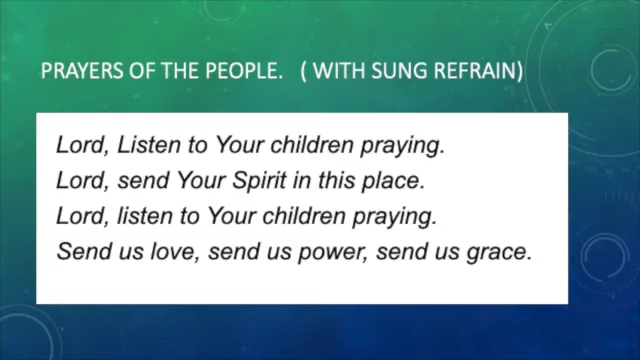 PRAYERS OF THE PEOPLE. ( WITH SUNG REFRAIN)
Lord, Listen to Your children praying.
Lord, send Your Spirit in this place.
Lord, listen to Your children praying.
Send us love, send us power, send us grace.